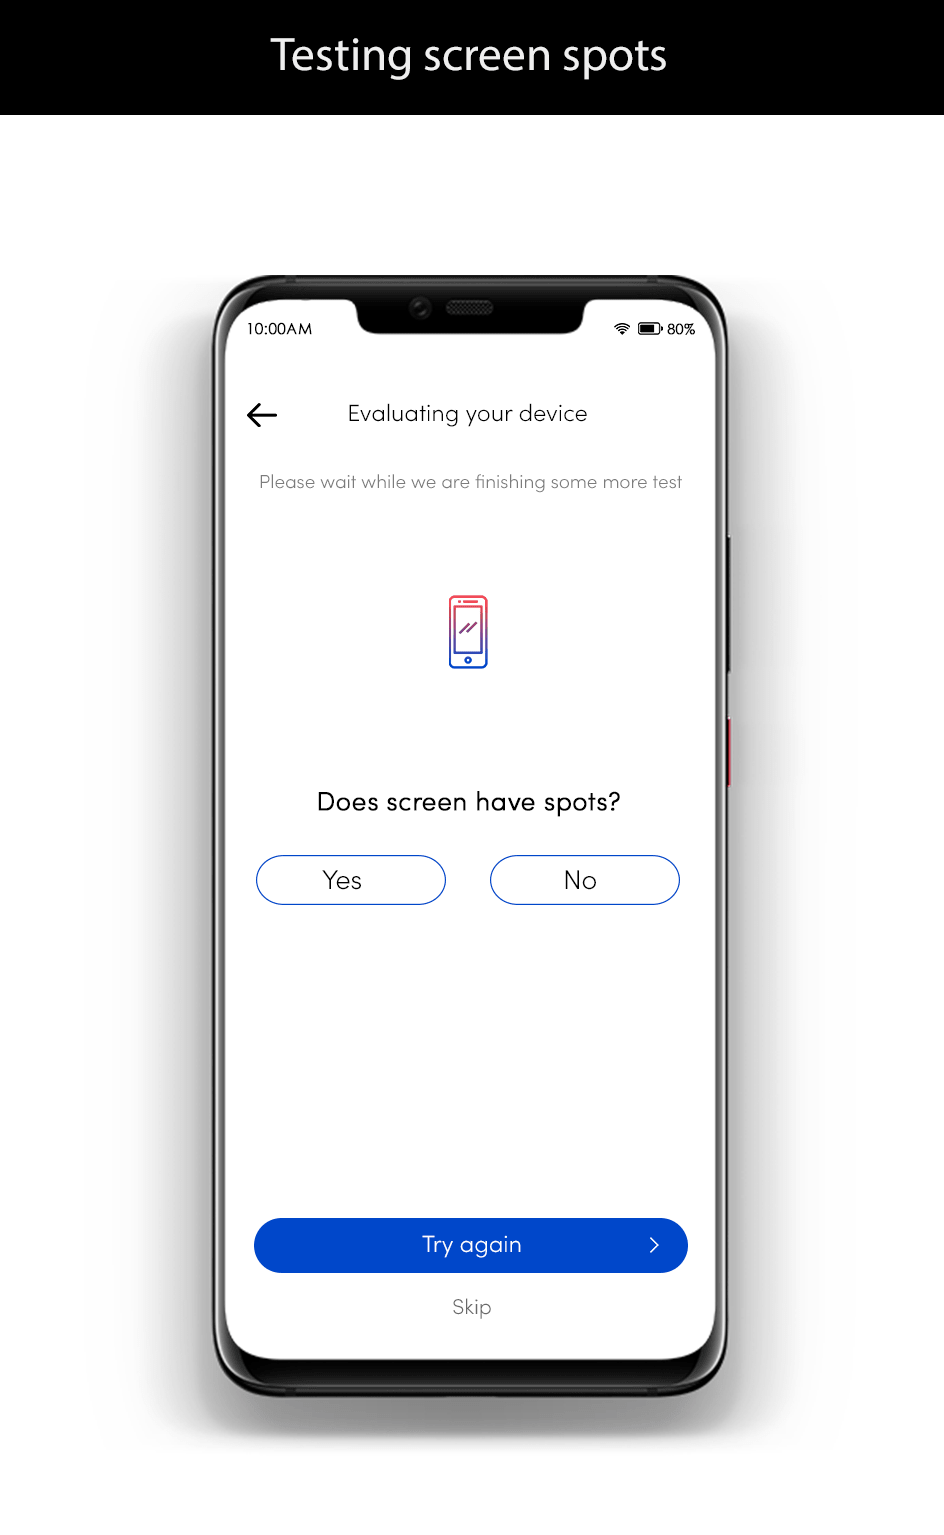 Testing screen spots
10:00AM
80%
Evaluating your device
Please wait while we are finishing some more test
Does screen have spots?
Yes
No
Try again
Skip